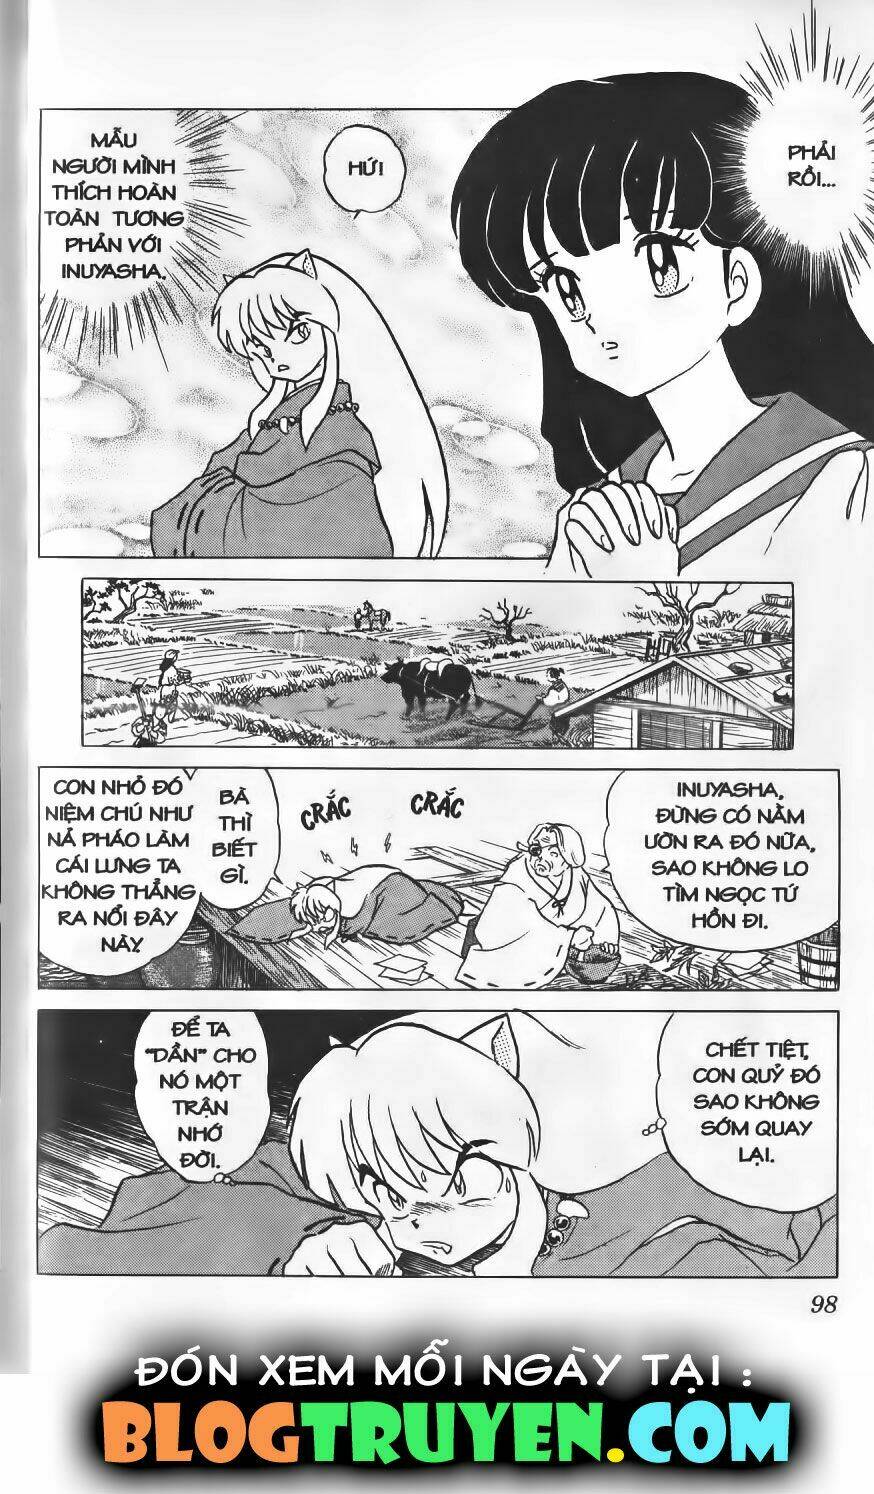 PHẢI
RỒI...
HỨ!
MẪU
NGƯỜI MÌNH
THÍCH HOÀN
TOÀN TƯƠNG
PHẢN VỚI
INUYASHA.
INUYASHA,
ĐỪNG CÓ NẰM
ƯỜN RA ĐÓ NỮA,
SAO KHÔNG LO
TÌM NGỌC TỨ
HỒN ĐI.
CRẮC
CRẮC
BÀ
THÌ
BIẾT
GÌ.
CON NHỎ ĐÓ
NIỆM CHÚ NHƯ
NẢ PHÁO LÀM
CÁI LƯNG TA
KHÔNG THẲNG
RA NỔI ĐÂY
NÀY.
CHẾT TIỆT,
CON QUỶ ĐÓ
SAO KHÔNG
SỚM QUAY
LẠI.
ĐỂ TA
“DẦN” CHO
NÓ MỘT
TRẬN
NHỚ
ĐỜI.
98
ĐÓN XEM MỖI NGÀY TẠI :
BLOGTRUYEN.COM